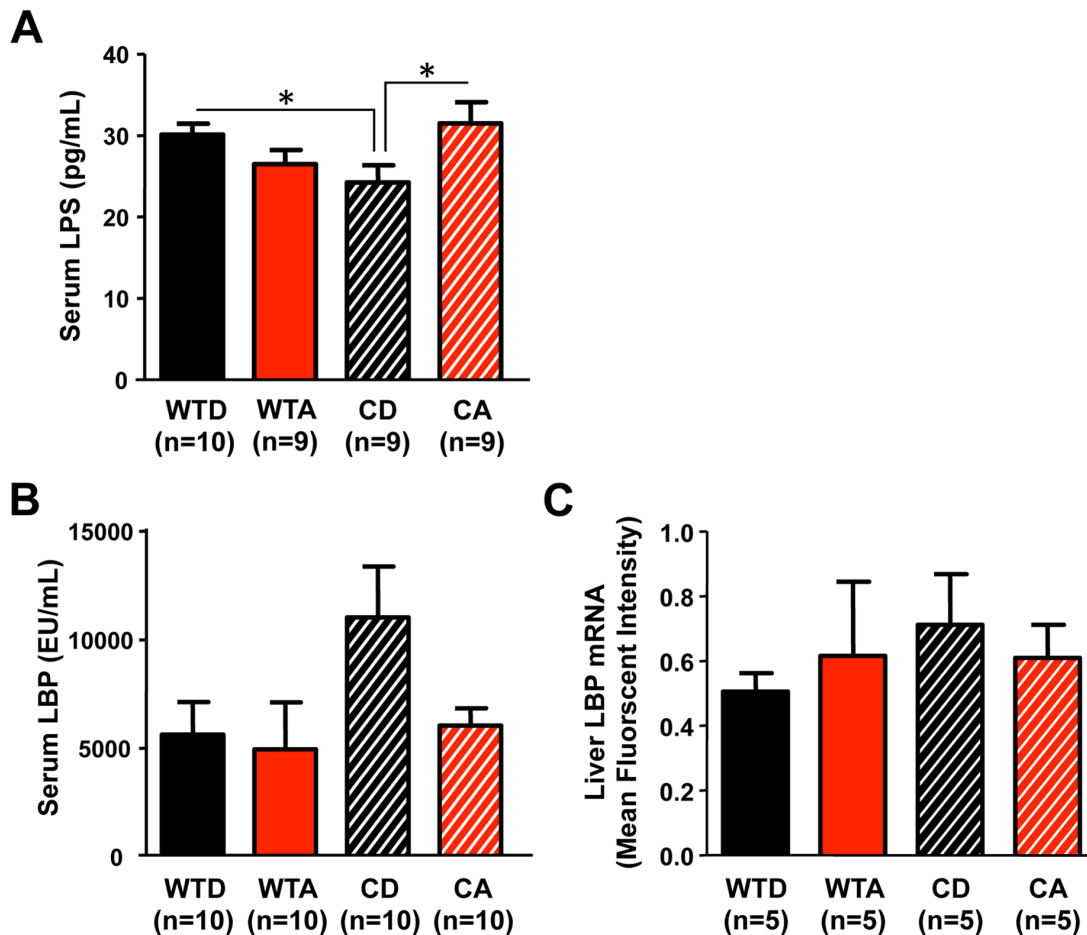 A
Serum LPS (pg/mL)
40
30
20
10
0
*
*
WTD
(n=10)
WTA
(n=9)
CD
(n=9)
CA
(n=9)
B
Serum LBP (EU/mL)
15000
10000
5000
0
WTD
(n=10)
WTA
(n=10)
CD
(n=10)
CA
(n=10)
C
Liver LBP mRNA
(Mean Fluorscent Intensity)
1.0
0.8
0.6
0.4
0.2
0.0
WTD
(n=5)
WTA
(n=5)
CD
(n=5)
CA
(n=5)